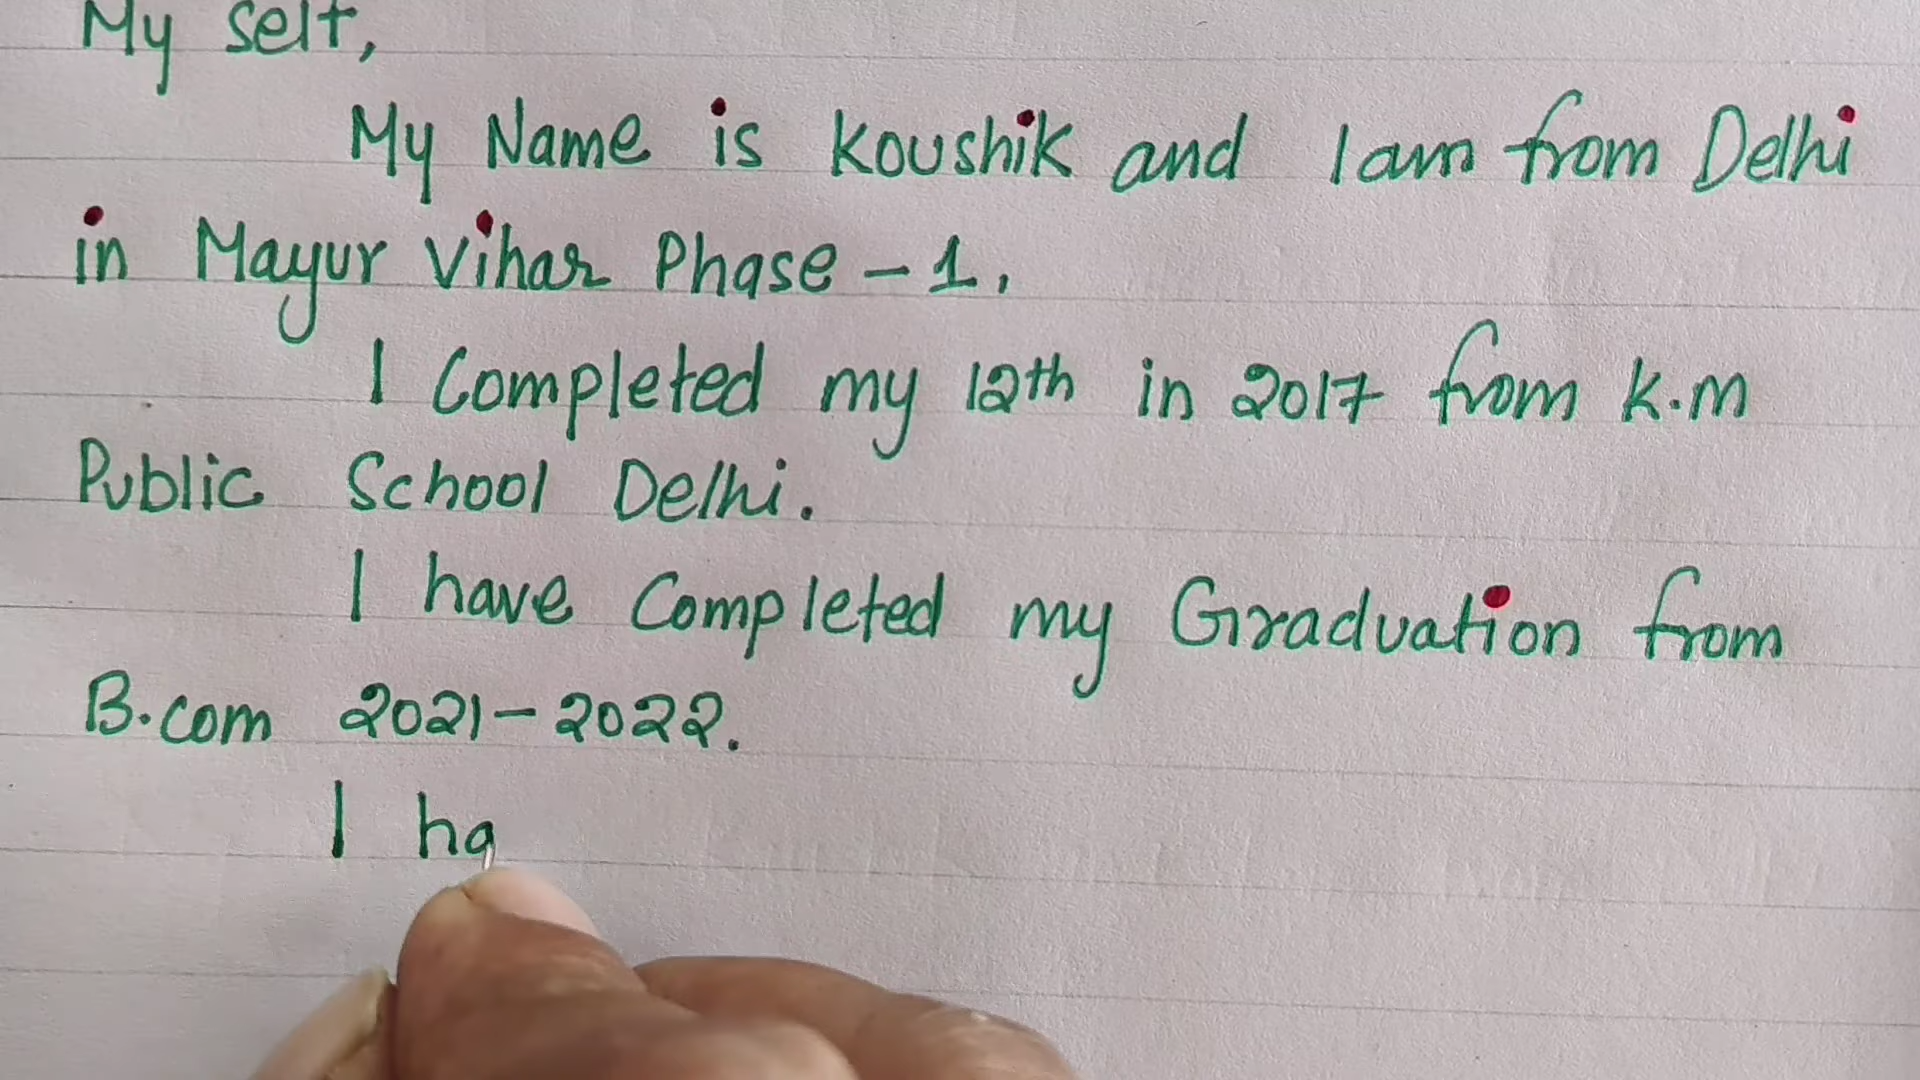 My self,
My Name is Koushik and I am from Delhi
in Mayur Vihar Phase - 1.
I Completed my 12th in 2017 from K.M
Public School Delhi.
I have Completed my Graduation from
B.com 2021-2022.
I ha